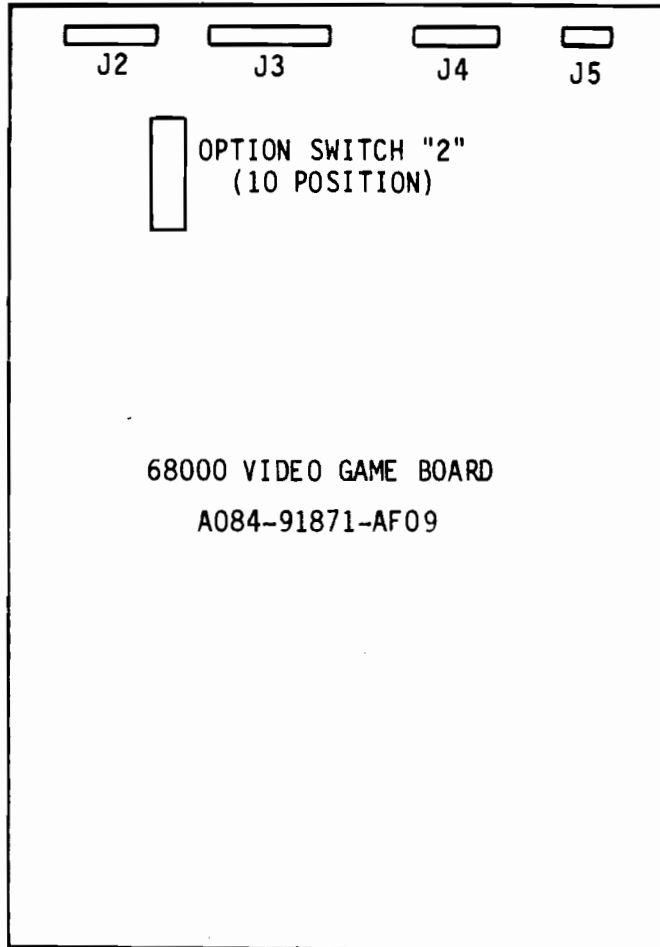 J2 J3 J4 J5
OPTION SWITCH "2"
(10 POSITION)
68000 VIDEO GAME BOARD
A084-91871-AF09